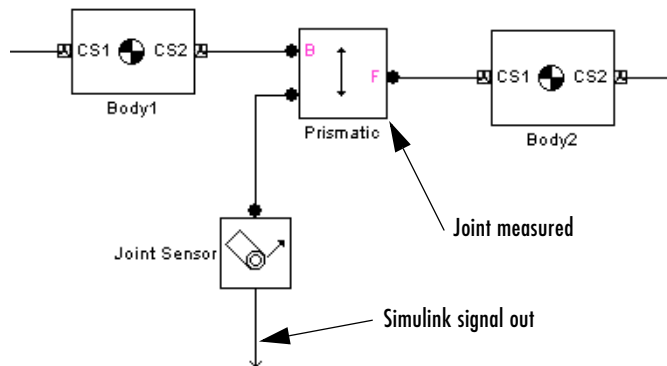 CS1 CS2
Body1
B
F
Prismatic
CS1 CS2
Body2
Joint measured
Joint Sensor
Simulink signal out